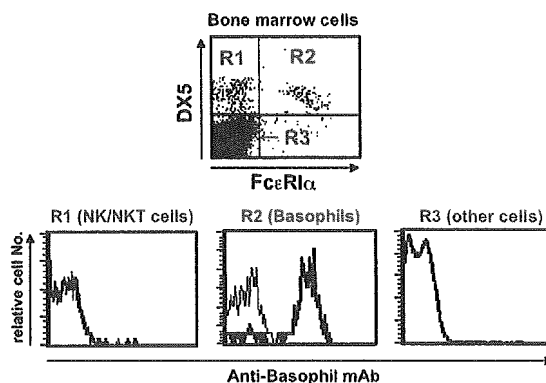 Bone marrow cells
R1
R2
DX5
R3
FcεRIα
R1 (NK/NKT cells)
R2 (Basophils)
R3 (other cells)
relative cell No.
Anti-Basophil mAb